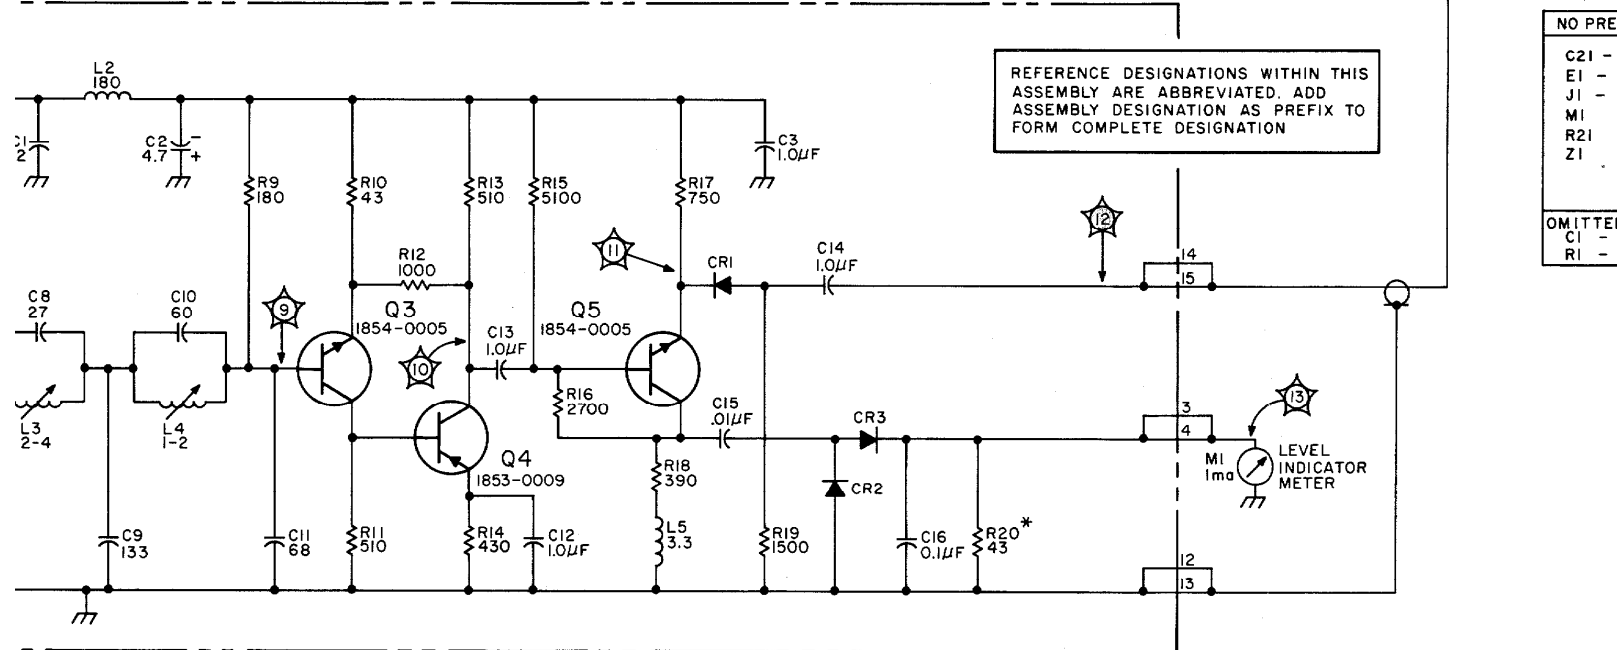 L2
180
2
C2
4.7
-
+
C3
1.0µF
R9
180
R10
43
R13
510
R15
5100
R17
750
REFERENCE DESIGNATIONS WITHIN THIS
ASSEMBLY ARE ABBREVIATED. ADD
ASSEMBLY DESIGNATION AS PREFIX TO
FORM COMPLETE DESIGNATION
NO PRE
C21 -
E1 -
J1 -
M1
R21
Z1
OMITTE
C1 -
R1 -
12
11
R12
1000
CR1
C14
1.0µF
14
15
C8
27
C10
60
9
Q3
1854-0005
C13
1.0µF
Q5
1854-0005
10
R16
2700
C15
.01µF
CR3
3
4
13
L3
2-4
L4
1-2
Q4
1853-0009
R18
390
CR2
M1
1ma
LEVEL
INDICATOR
METER
C9
133
C11
68
R11
510
R14
430
C12
1.0µF
L5
3.3
R19
1500
C16
0.1µF
R20*
43
12
13